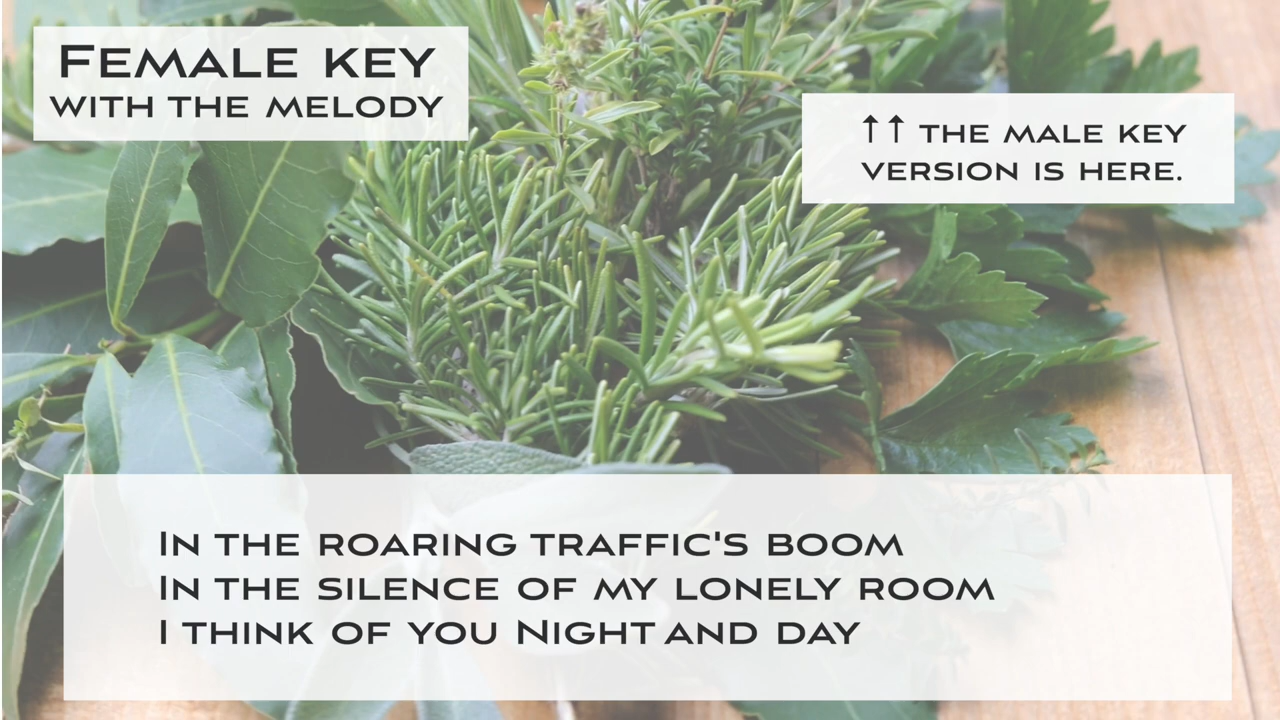 Female key
with the melody
↑↑ the male key
version is here.
In the roaring traffic's boom
In the silence of my lonely room
I think of you Night and day